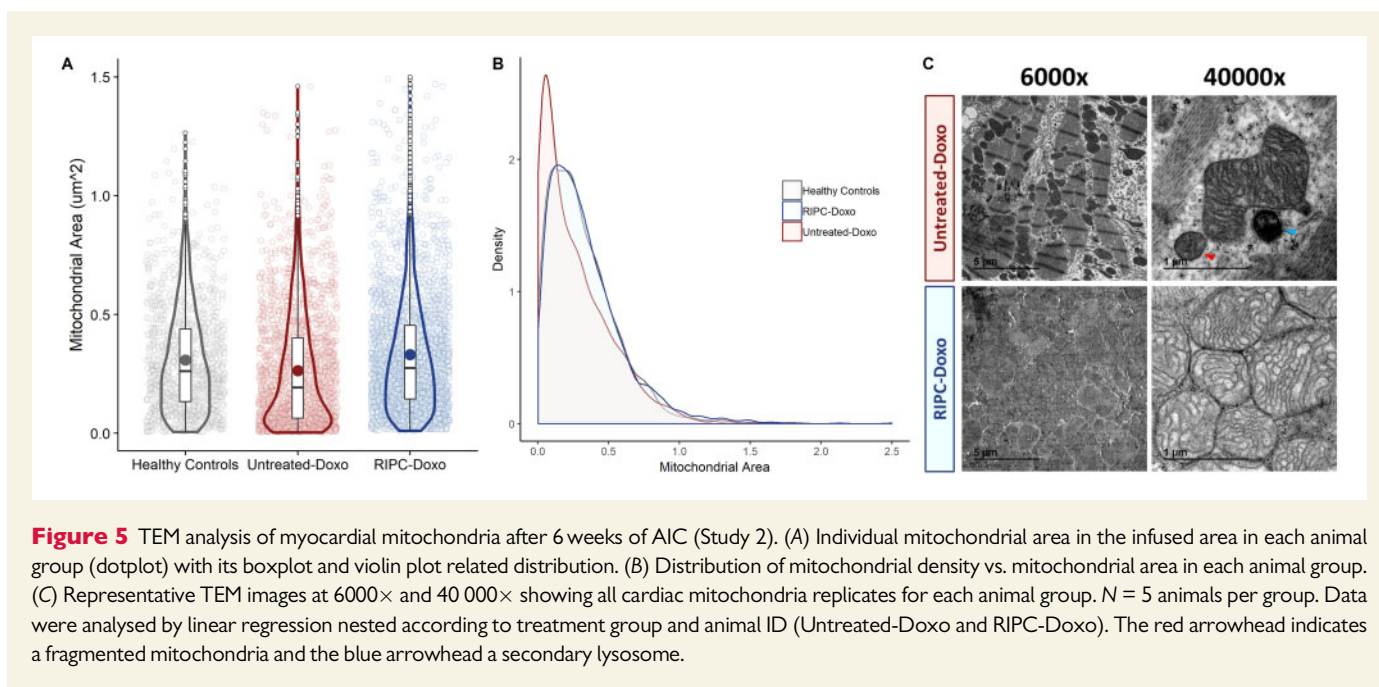 A
B
C
1.5
1.0
0.5
0.0
Mitochondrial Area (um^2)
Healthy Controls
Untreated-Doxo
RIPC-Doxo
2
1
0
Density
0.0
0.5
1.0
1.5
2.0
2.5
Mitochondrial Area
Healthy Controls
RIPC-Doxo
Untreated-Doxo
6000x
40000x
Untreated-Doxo
5 µm
1 µm
RIPC-Doxo
5 µm
1 µm
Figure 5 TEM analysis of myocardial mitochondria after 6 weeks of AIC (Study 2). (A) Individual mitochondrial area in the infused area in each animal
group (dotplot) with its boxplot and violin plot related distribution. (B) Distribution of mitochondrial density vs. mitochondrial area in each animal group.
(C) Representative TEM images at 6000× and 40 000× showing all cardiac mitochondria replicates for each animal group. N = 5 animals per group. Data
were analysed by linear regression nested according to treatment group and animal ID (Untreated-Doxo and RIPC-Doxo). The red arrowhead indicates
a fragmented mitochondria and the blue arrowhead a secondary lysosome.